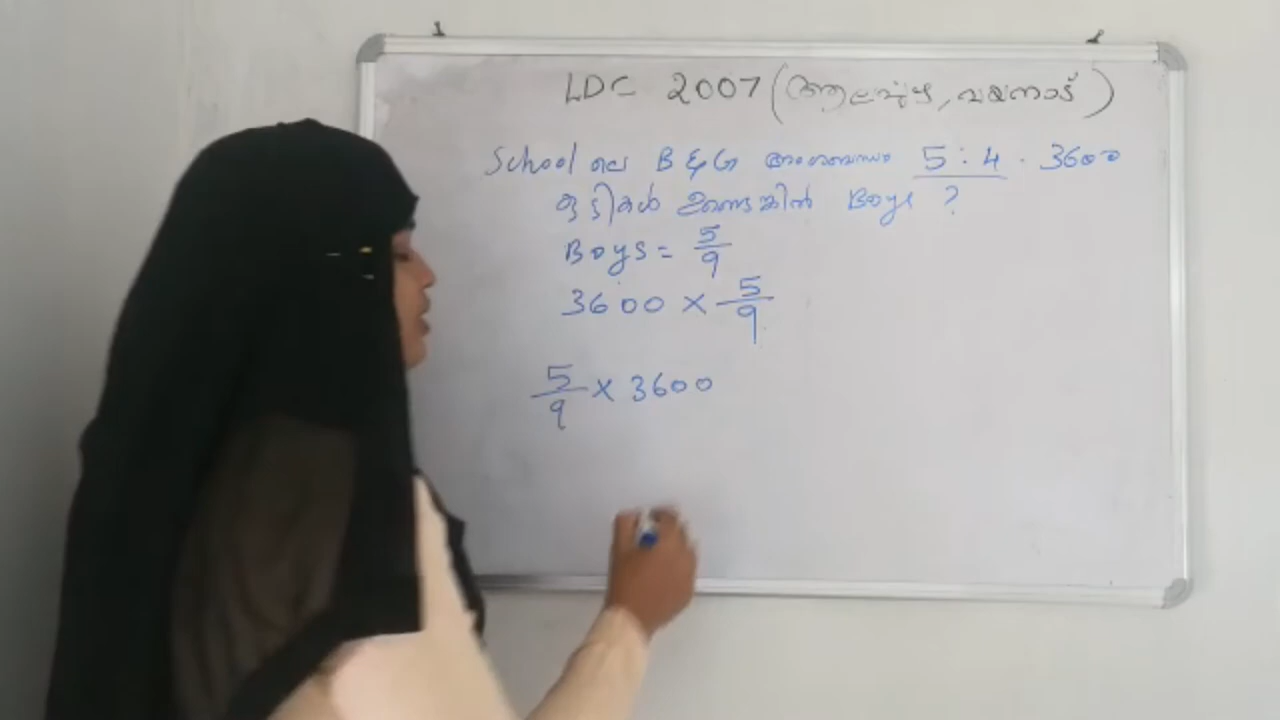 LDC 2007 (ആലപ്പുഴ, വയനാട്)
School ലെ B & G അംശബന്ധം 5 : 4 . 3600
കുട്ടികൾ ഉണ്ടെങ്കിൽ Boys ?
Boys = 5/9
3600 × 5/9
5/9 × 3600